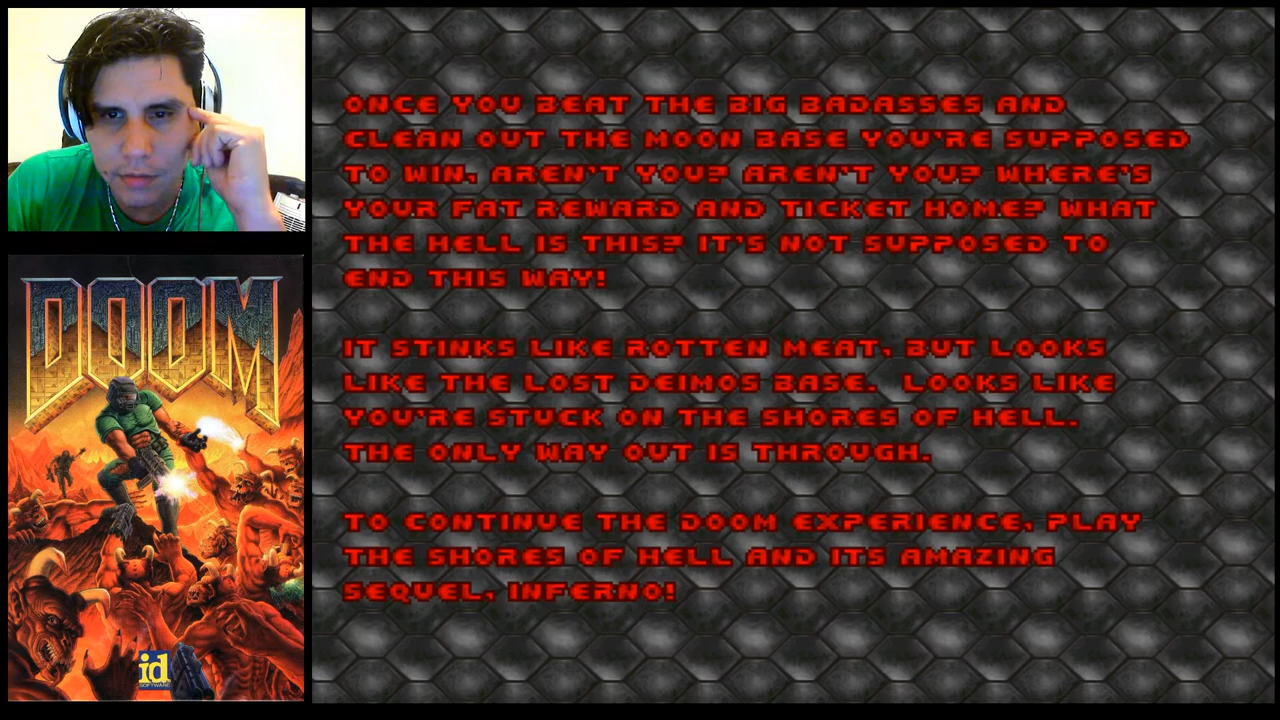 ONCE YOU BEAT THE BIG BADASSES AND
CLEAN OUT THE MOON BASE YOU'RE SUPPOSED
TO WIN, AREN'T YOU? AREN'T YOU? WHERE'S
YOUR FAT REWARD AND TICKET HOME? WHAT
THE HELL IS THIS? IT'S NOT SUPPOSED TO
END THIS WAY!
IT STINKS LIKE ROTTEN MEAT, BUT LOOKS
LIKE THE LOST DEIMOS BASE.  LOOKS LIKE
YOU'RE STUCK ON THE SHORES OF HELL.
THE ONLY WAY OUT IS THROUGH.
TO CONTINUE THE DOOM EXPERIENCE, PLAY
THE SHORES OF HELL AND ITS AMAZING
SEQUEL, INFERNO!
DOOM
id
SOFTWARE